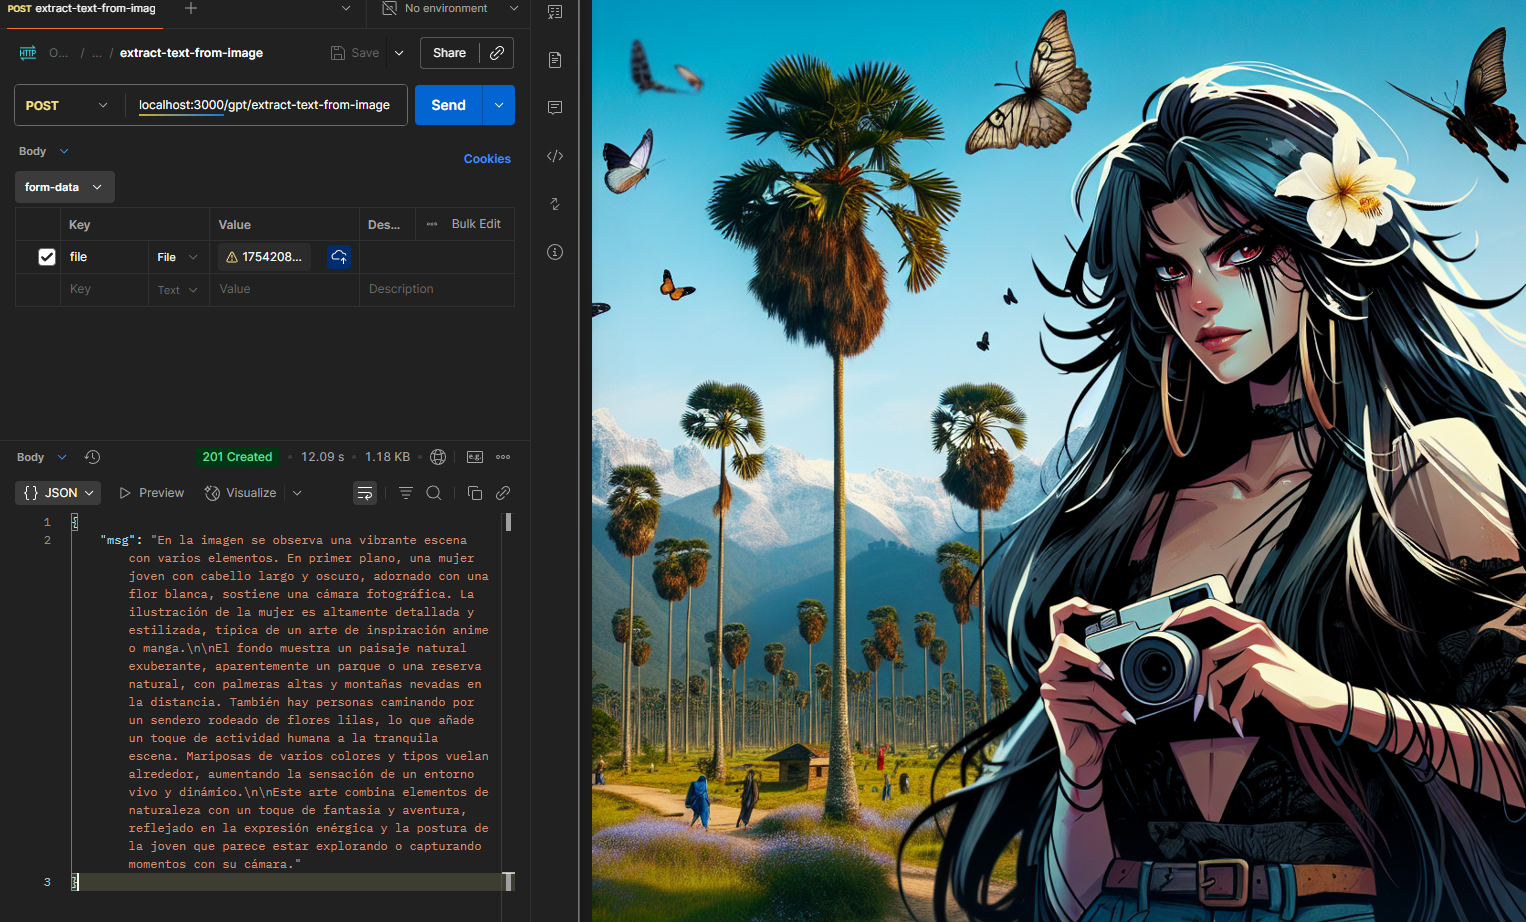 POST extract-text-from-imag
No environment
HTTP O... / ... / extract-text-from-image
Save
Share
POST
localhost:3000/gpt/extract-text-from-image
Send
Body
Cookies
form-data
Key Value Des... Bulk Edit
file File 1754208...
Key Text Value Description
Body
201 Created 12.09 s 1.18 KB
{} JSON Preview Visualize
1 {
2 "msg": "En la imagen se observa una vibrante escena
con varios elementos. En primer plano, una mujer
joven con cabello largo y oscuro, adornado con una
flor blanca, sostiene una cámara fotográfica. La
ilustración de la mujer es altamente detallada y
estilizada, típica de un arte de inspiración anime
o manga.\n\nEl fondo muestra un paisaje natural
exuberante, aparentemente un parque o una reserva
natural, con palmeras altas y montañas nevadas en
la distancia. También hay personas caminando por
un sendero rodeado de flores lilas, lo que añade
un toque de actividad humana a la tranquila
escena. Mariposas de varios colores y tipos vuelan
alrededor, aumentando la sensación de un entorno
vivo y dinámico.\n\nEste arte combina elementos de
naturaleza con un toque de fantasía y aventura,
reflejado en la expresión enérgica y la postura de
la joven que parece estar explorando o capturando
momentos con su cámara."
3 }